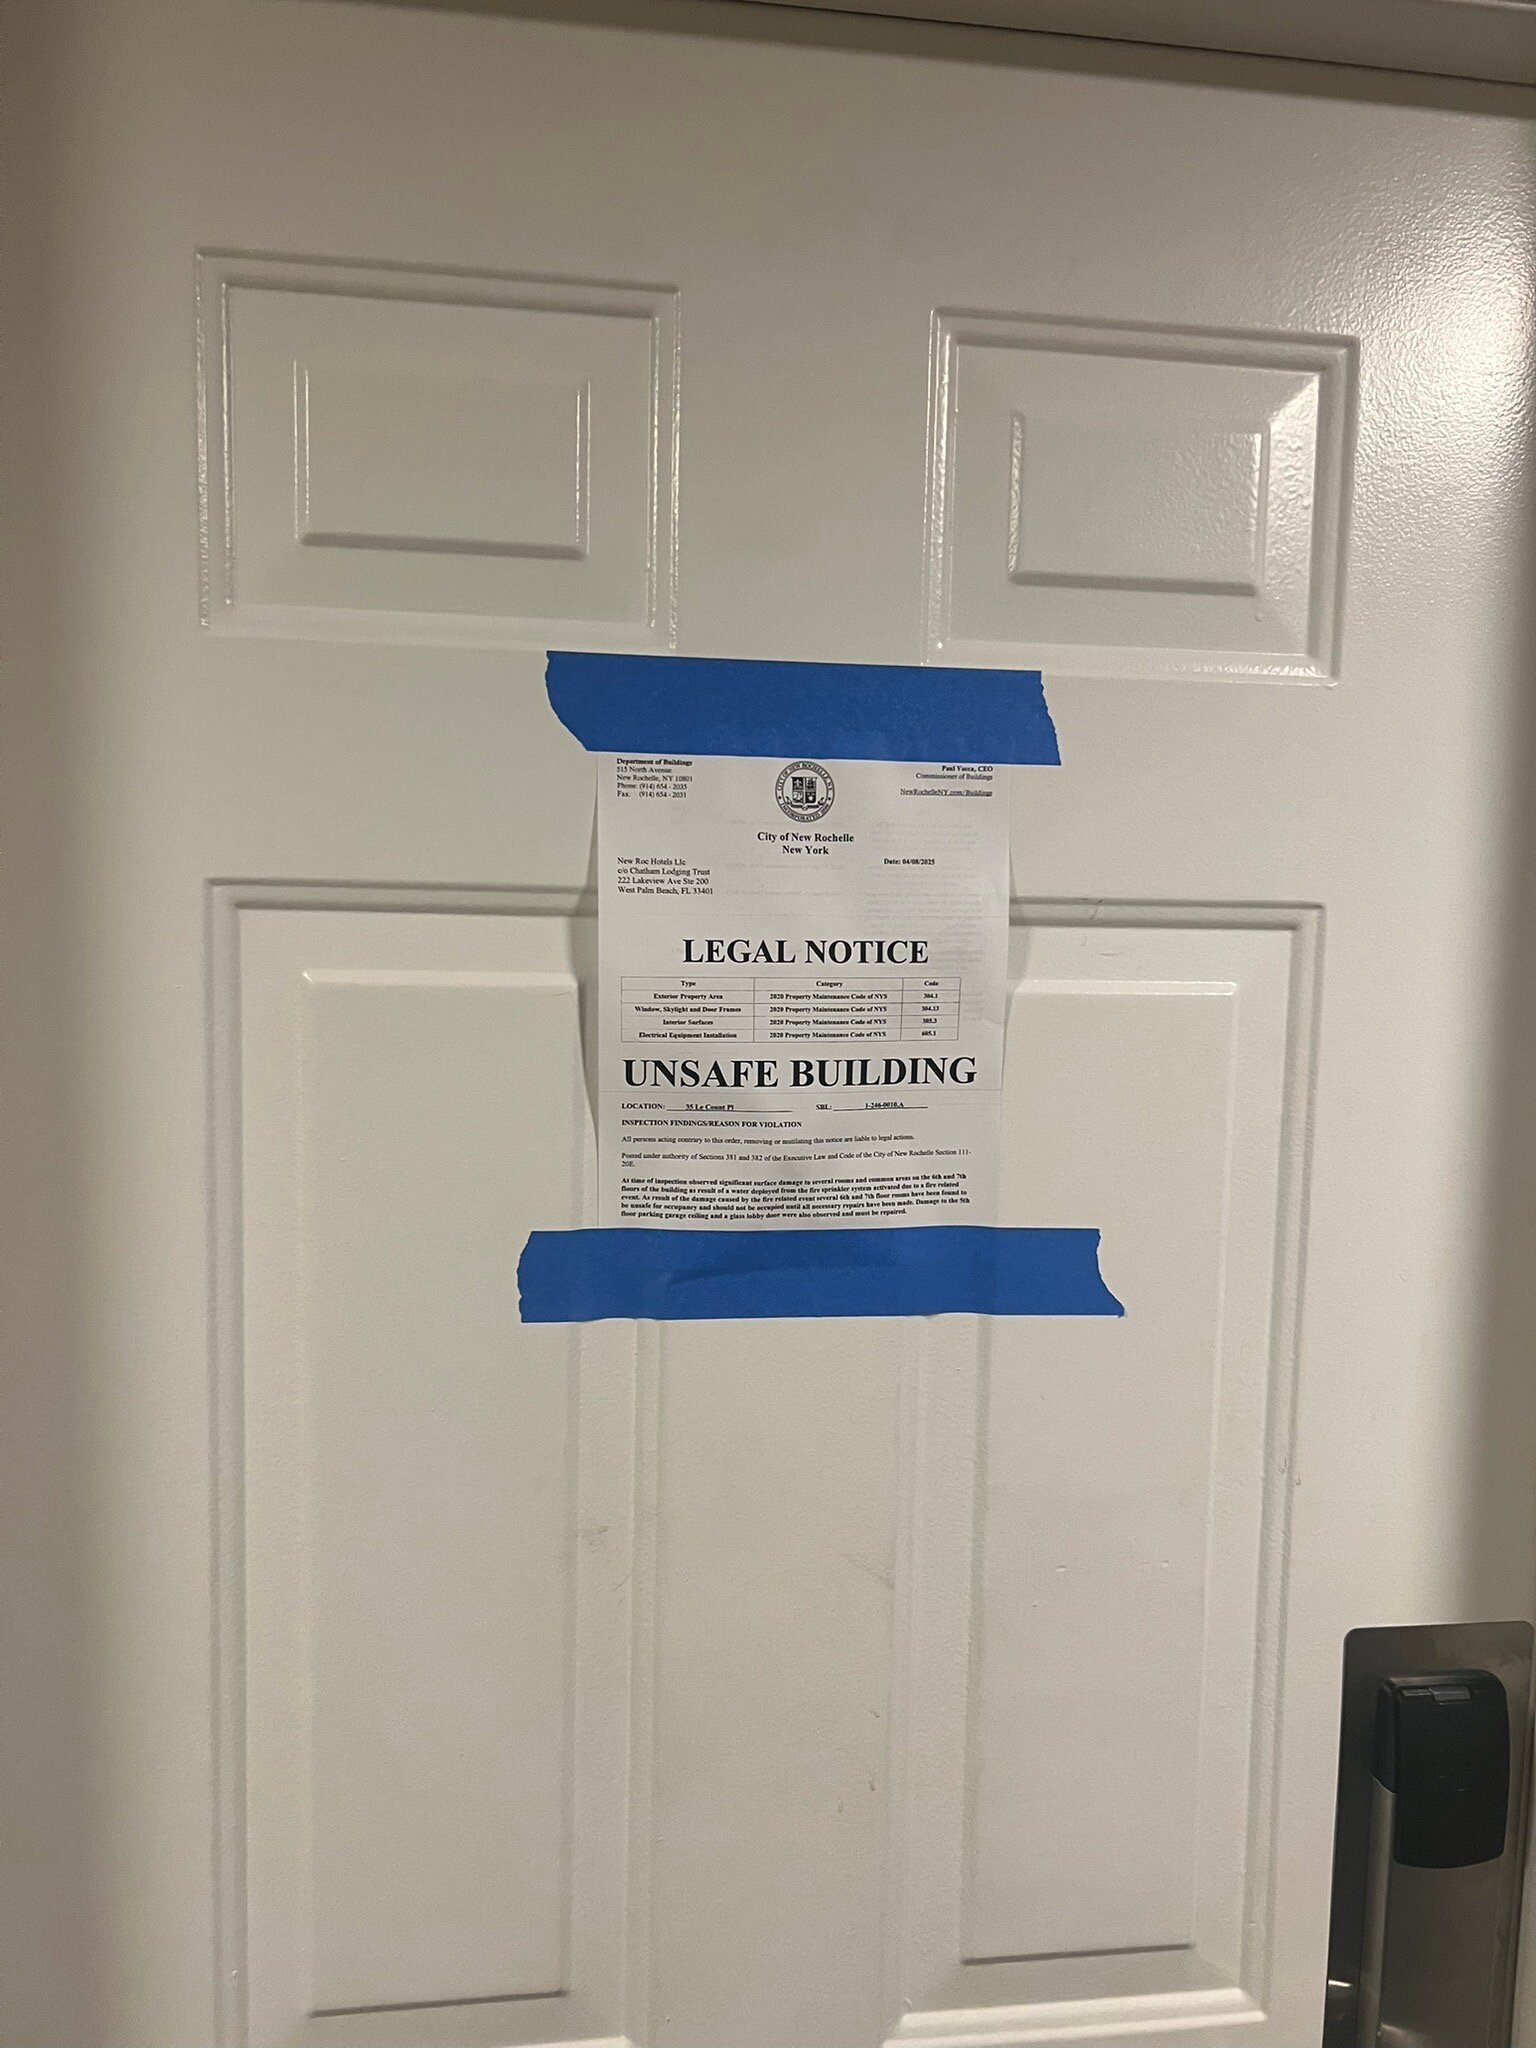 Department of Buildings
515 North Avenue
New Rochelle, NY 10801
Phone: (914) 654 - 2035
Fax: (914) 654 - 2031
Paul Vacca, CEO
Commissioner of Buildings
NewRochelleNY.com/Buildings
CITY OF NEW ROCHELLE, NY
INCORPORATED
City of New Rochelle
New York
New Roc Hotels Llc
c/o Chatham Lodging Trust
222 Lakeview Ave Ste 200
West Palm Beach, FL 33401
Date: 04/08/2025
LEGAL NOTICE
Type Category Code
Exterior Property Area 2020 Property Maintenance Code of NYS 304.1
Window, Skylight and Door Frames 2020 Property Maintenance Code of NYS 304.13
Interior Surfaces 2020 Property Maintenance Code of NYS 305.3
Electrical Equipment Installation 2020 Property Maintenance Code of NYS 605.1
UNSAFE BUILDING
LOCATION: 35 Le Count Pl SBL: 1-246-0010.A
INSPECTION FINDINGS/REASON FOR VIOLATION
All persons acting contrary to this order, removing or mutilating this notice are liable to legal actions.
Posted under authority of Sections 381 and 382 of the Executive Law and Code of the City of New Rochelle Section 111-
20E.
At time of inspection observed significant surface damage to several rooms and common areas on the 6th and 7th
floors of the building as result of a water deployed from the fire sprinkler system activated due to a fire related
event. As result of the damage caused by the fire related event several 6th and 7th floor rooms have been found to
be unsafe for occupancy and should not be occupied until all necessary repairs have been made. Damage to the 5th
floor parking garage ceiling and a glass lobby door were also observed and must be repaired.